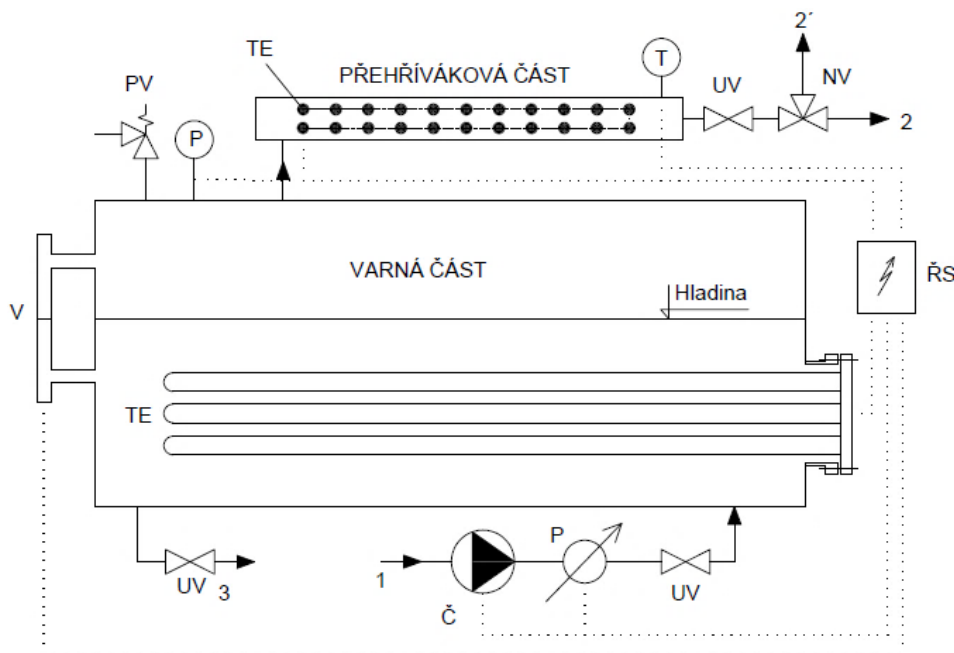 2´
TE
PŘEHŘÍVÁKOVÁ ČÁST
T
UV
NV
PV
P
2
VARNÁ ČÁST
ŘS
Hladina
V
TE
P
UV
3
1
Č
UV